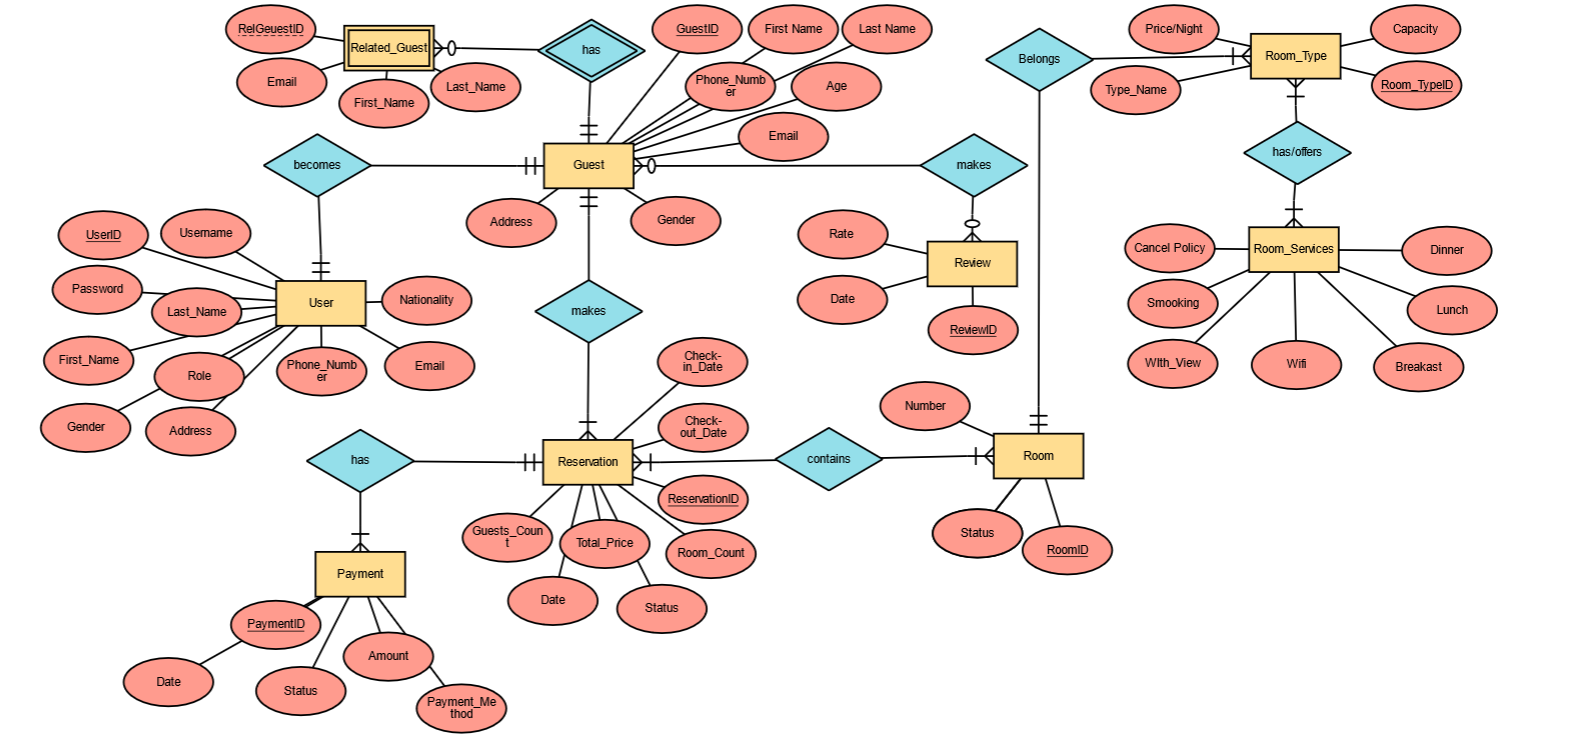 RelGeuestID
Related_Guest
Email
First_Name
Last_Name
has
GuestID
First Name
Last Name
Phone_Numb
er
Age
Email
Guest
Address
Gender
becomes
makes
Belongs
Price/Night
Room_Type
Capacity
Type_Name
Room_TypeID
has/offers
UserID
Username
Password
Last_Name
User
Nationality
First_Name
Role
Phone_Numb
er
Email
Gender
Address
makes
Rate
Review
Date
ReviewID
Cancel Policy
Room_Services
Dinner
Smooking
Lunch
WIth_View
Wifi
Breakast
Check-
in_Date
Check-
out_Date
Number
has
Reservation
contains
Room
ReservationID
Guests_Coun
t
Total_Price
Room_Count
Date
Status
Status
RoomID
Payment
PaymentID
Date
Status
Amount
Payment_Me
thod